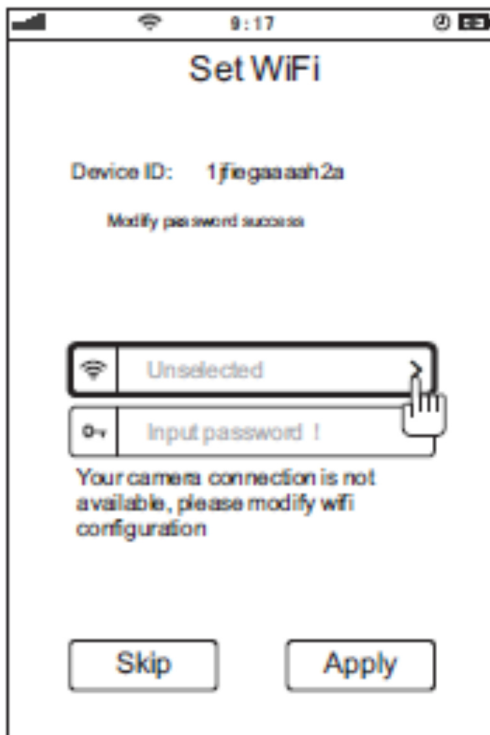 9:17
Set WiFi
Device ID: 1jfiegaaaah2a
Modify password success
Unselected
Input password !
Your camera connection is not
available, please modify wifi
configuration
Skip Apply